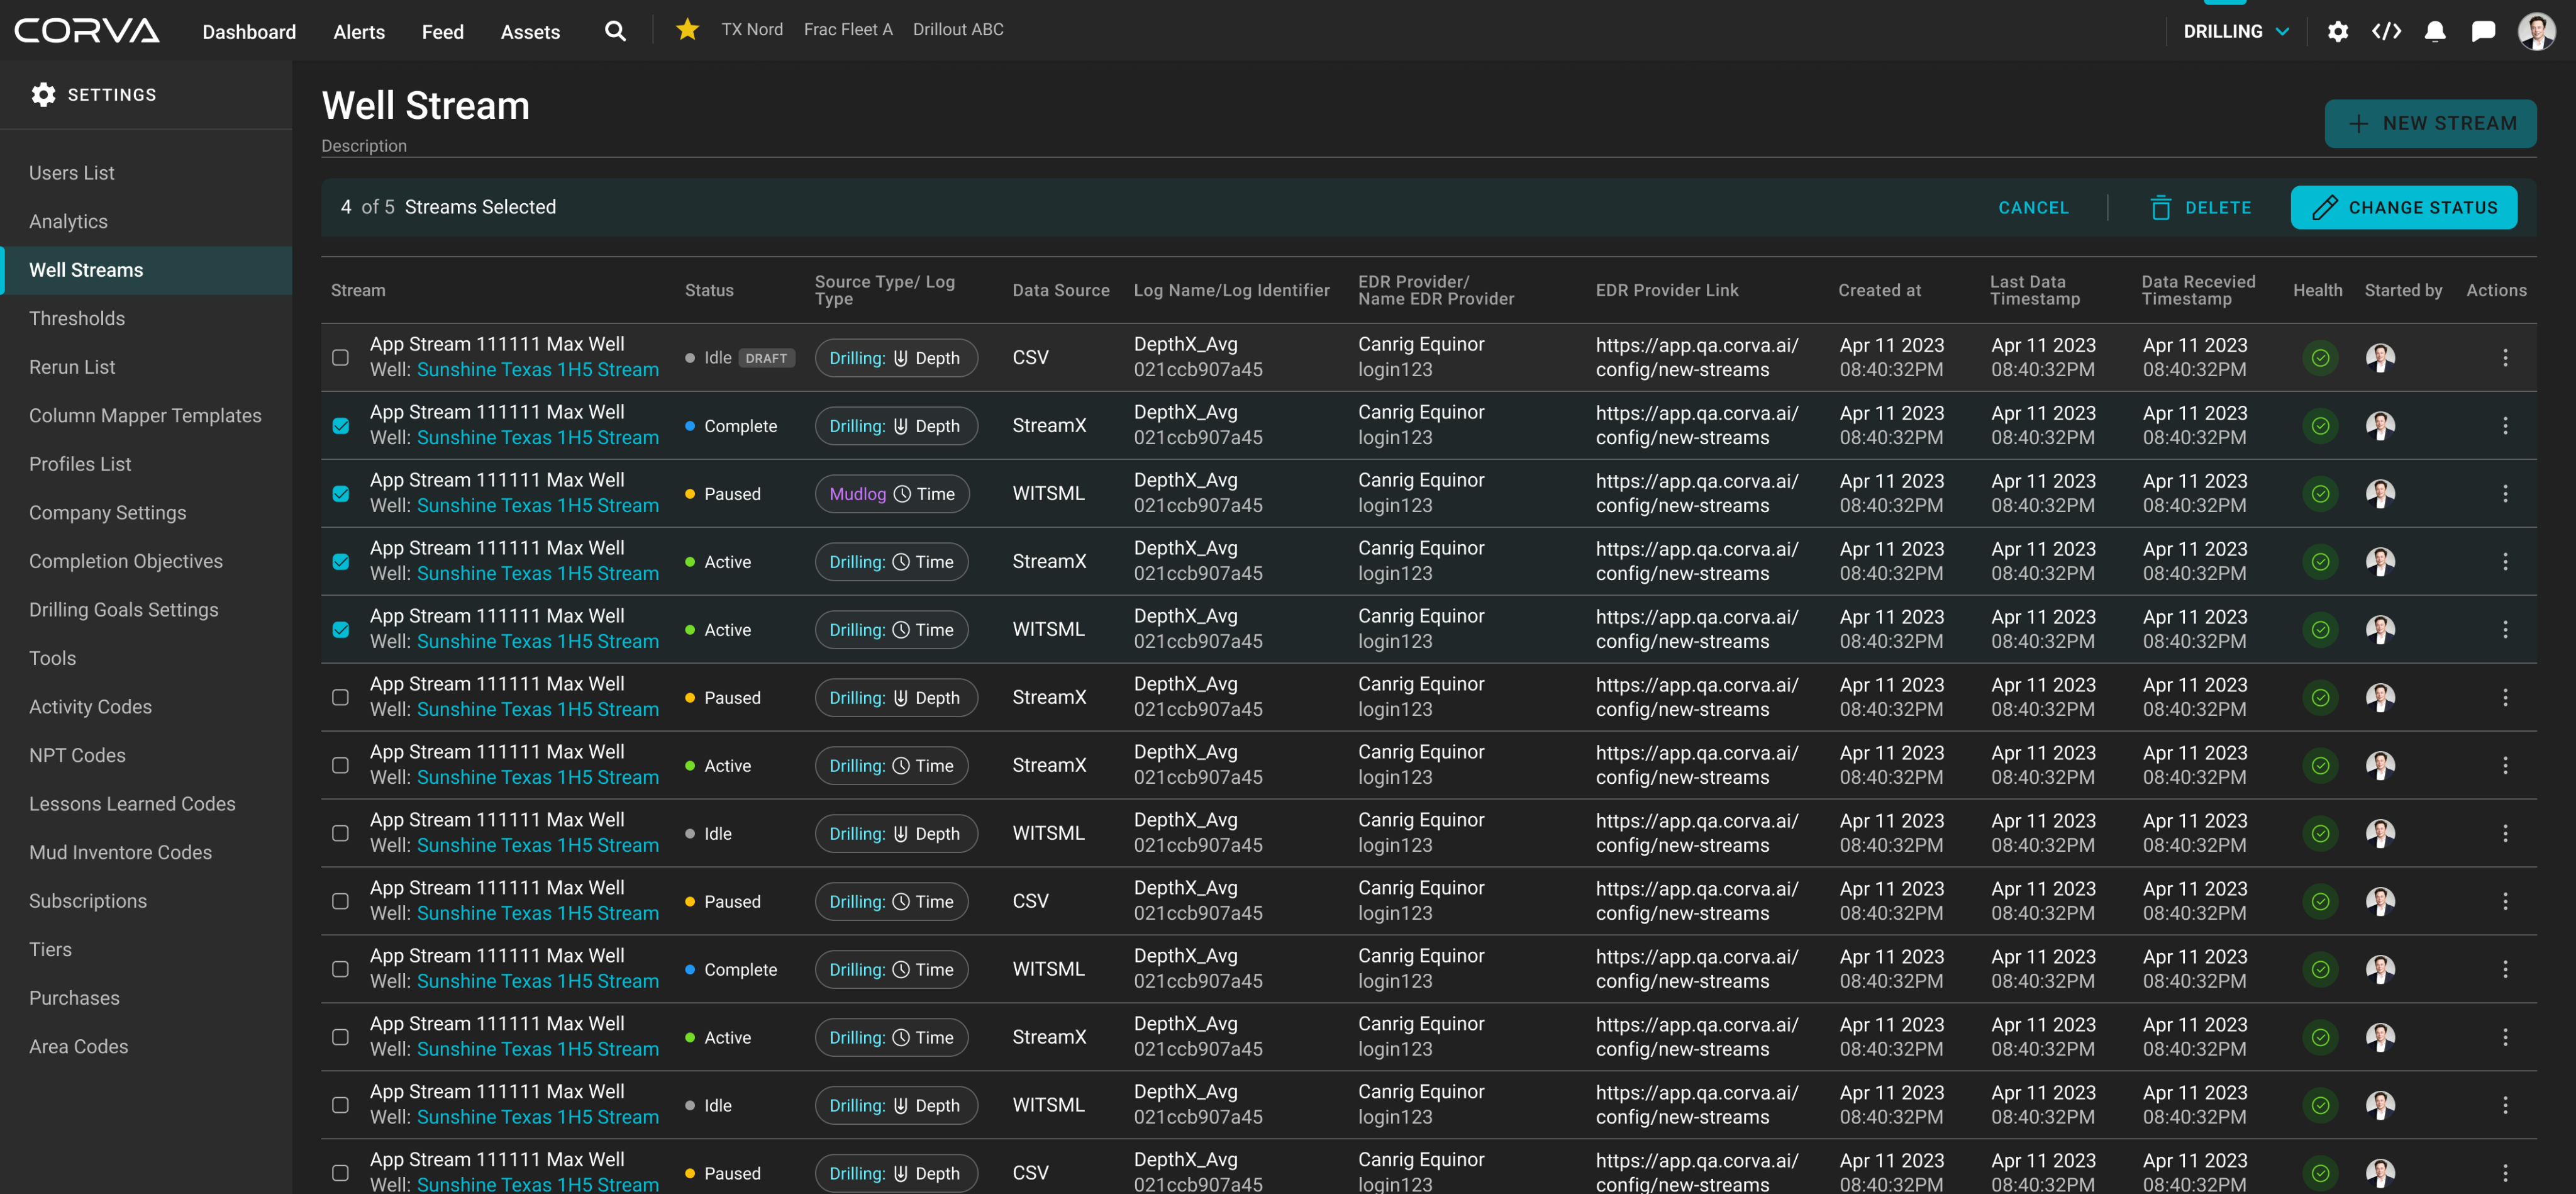 CORVA
Dashboard Alerts Feed Assets TX Nord Frac Fleet A Drillout ABC DRILLING </>
SETTINGS
Users List
Analytics
Well Streams
Thresholds
Rerun List
Column Mapper Templates
Profiles List
Company Settings
Completion Objectives
Drilling Goals Settings
Tools
Activity Codes
NPT Codes
Lessons Learned Codes
Mud Inventore Codes
Subscriptions
Tiers
Purchases
Area Codes
Well Stream
Description
+ NEW STREAM
4 of 5 Streams Selected CANCEL DELETE CHANGE STATUS
Stream Status Source Type/ Log Type Data Source Log Name/Log Identifier EDR Provider/ Name EDR Provider EDR Provider Link Created at Last Data Timestamp Data Recevied Timestamp Health Started by Actions
App Stream 111111 Max Well Idle DRAFT Drilling: Depth CSV DepthX_Avg Canrig Equinor https://app.qa.corva.ai/ Apr 11 2023 Apr 11 2023 Apr 11 2023
Well: Sunshine Texas 1H5 Stream 021ccb907a45 login123 config/new-streams 08:40:32PM 08:40:32PM 08:40:32PM
App Stream 111111 Max Well Complete Drilling: Depth StreamX DepthX_Avg Canrig Equinor https://app.qa.corva.ai/ Apr 11 2023 Apr 11 2023 Apr 11 2023
Well: Sunshine Texas 1H5 Stream 021ccb907a45 login123 config/new-streams 08:40:32PM 08:40:32PM 08:40:32PM
App Stream 111111 Max Well Paused Mudlog Time WITSML DepthX_Avg Canrig Equinor https://app.qa.corva.ai/ Apr 11 2023 Apr 11 2023 Apr 11 2023
Well: Sunshine Texas 1H5 Stream 021ccb907a45 login123 config/new-streams 08:40:32PM 08:40:32PM 08:40:32PM
App Stream 111111 Max Well Active Drilling: Time StreamX DepthX_Avg Canrig Equinor https://app.qa.corva.ai/ Apr 11 2023 Apr 11 2023 Apr 11 2023
Well: Sunshine Texas 1H5 Stream 021ccb907a45 login123 config/new-streams 08:40:32PM 08:40:32PM 08:40:32PM
App Stream 111111 Max Well Active Drilling: Time WITSML DepthX_Avg Canrig Equinor https://app.qa.corva.ai/ Apr 11 2023 Apr 11 2023 Apr 11 2023
Well: Sunshine Texas 1H5 Stream 021ccb907a45 login123 config/new-streams 08:40:32PM 08:40:32PM 08:40:32PM
App Stream 111111 Max Well Paused Drilling: Depth StreamX DepthX_Avg Canrig Equinor https://app.qa.corva.ai/ Apr 11 2023 Apr 11 2023 Apr 11 2023
Well: Sunshine Texas 1H5 Stream 021ccb907a45 login123 config/new-streams 08:40:32PM 08:40:32PM 08:40:32PM
App Stream 111111 Max Well Active Drilling: Time StreamX DepthX_Avg Canrig Equinor https://app.qa.corva.ai/ Apr 11 2023 Apr 11 2023 Apr 11 2023
Well: Sunshine Texas 1H5 Stream 021ccb907a45 login123 config/new-streams 08:40:32PM 08:40:32PM 08:40:32PM
App Stream 111111 Max Well Idle Drilling: Depth WITSML DepthX_Avg Canrig Equinor https://app.qa.corva.ai/ Apr 11 2023 Apr 11 2023 Apr 11 2023
Well: Sunshine Texas 1H5 Stream 021ccb907a45 login123 config/new-streams 08:40:32PM 08:40:32PM 08:40:32PM
App Stream 111111 Max Well Paused Drilling: Time CSV DepthX_Avg Canrig Equinor https://app.qa.corva.ai/ Apr 11 2023 Apr 11 2023 Apr 11 2023
Well: Sunshine Texas 1H5 Stream 021ccb907a45 login123 config/new-streams 08:40:32PM 08:40:32PM 08:40:32PM
App Stream 111111 Max Well Complete Drilling: Time WITSML DepthX_Avg Canrig Equinor https://app.qa.corva.ai/ Apr 11 2023 Apr 11 2023 Apr 11 2023
Well: Sunshine Texas 1H5 Stream 021ccb907a45 login123 config/new-streams 08:40:32PM 08:40:32PM 08:40:32PM
App Stream 111111 Max Well Active Drilling: Time StreamX DepthX_Avg Canrig Equinor https://app.qa.corva.ai/ Apr 11 2023 Apr 11 2023 Apr 11 2023
Well: Sunshine Texas 1H5 Stream 021ccb907a45 login123 config/new-streams 08:40:32PM 08:40:32PM 08:40:32PM
App Stream 111111 Max Well Idle Drilling: Depth WITSML DepthX_Avg Canrig Equinor https://app.qa.corva.ai/ Apr 11 2023 Apr 11 2023 Apr 11 2023
Well: Sunshine Texas 1H5 Stream 021ccb907a45 login123 config/new-streams 08:40:32PM 08:40:32PM 08:40:32PM
App Stream 111111 Max Well Paused Drilling: Depth CSV DepthX_Avg Canrig Equinor https://app.qa.corva.ai/ Apr 11 2023 Apr 11 2023 Apr 11 2023
Well: Sunshine Texas 1H5 Stream 021ccb907a45 login123 config/new-streams 08:40:32PM 08:40:32PM 08:40:32PM